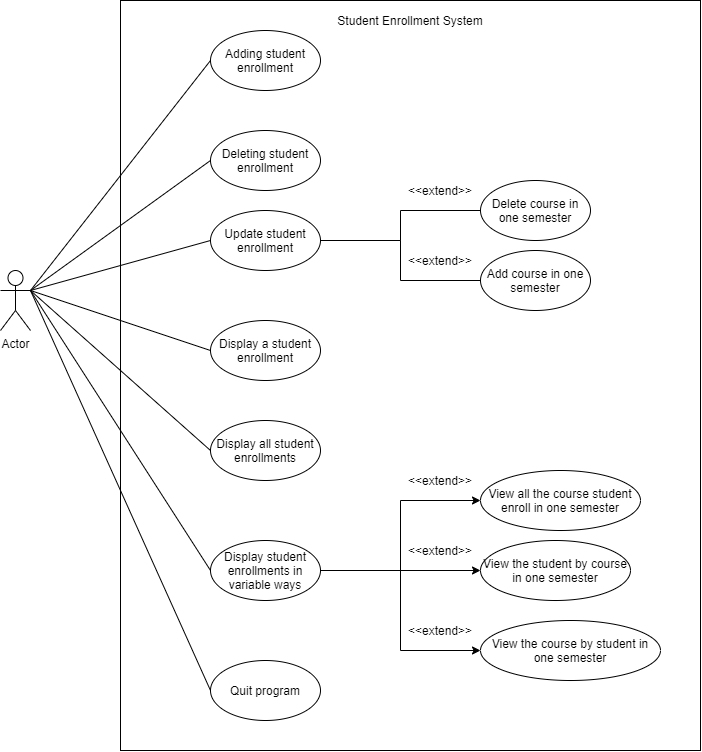 Student Enrollment System
Adding student
enrollment
Deleting student
enrollment
Update student
enrollment
<<extend>>
Delete course in
one semester
<<extend>>
Add course in one
semester
Actor
Display a student
enrollment
Display all student
enrollments
Display student
enrollments in
variable ways
<<extend>>
View all the course student
enroll in one semester
<<extend>>
View the student by course
in one semester
<<extend>>
View the course by student in
one semester
Quit program